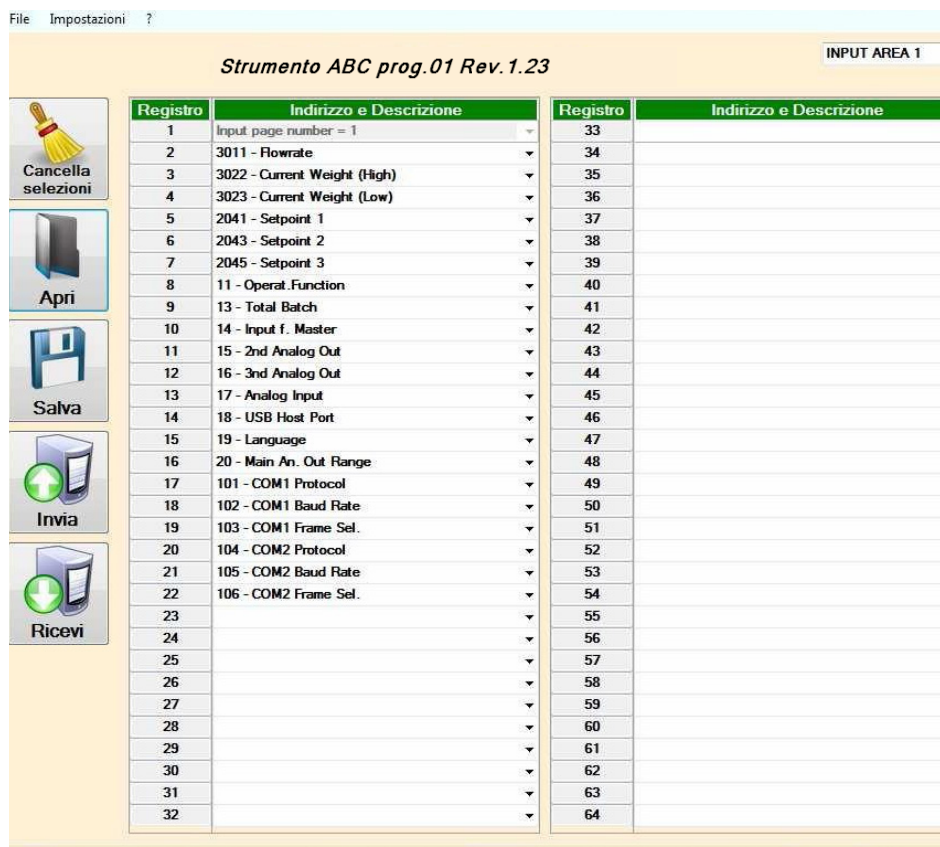 File Impostazioni ?
INPUT AREA 1
Strumento ABC prog.01 Rev.1.23
Cancella
selezioni
Apri
Salva
Invia
Ricevi
Registro Indirizzo e Descrizione
1 Input page number = 1
2 3011 - Flowrate
3 3022 - Current Weight (High)
4 3023 - Current Weight (Low)
5 2041 - Setpoint 1
6 2043 - Setpoint 2
7 2045 - Setpoint 3
8 11 - Operat.Function
9 13 - Total Batch
10 14 - Input f. Master
11 15 - 2nd Analog Out
12 16 - 3nd Analog Out
13 17 - Analog Input
14 18 - USB Host Port
15 19 - Language
16 20 - Main An. Out Range
17 101 - COM1 Protocol
18 102 - COM1 Baud Rate
19 103 - COM1 Frame Sel.
20 104 - COM2 Protocol
21 105 - COM2 Baud Rate
22 106 - COM2 Frame Sel.
23
24
25
26
27
28
29
30
31
32
Registro Indirizzo e Descrizione
33
34
35
36
37
38
39
40
41
42
43
44
45
46
47
48
49
50
51
52
53
54
55
56
57
58
59
60
61
62
63
64